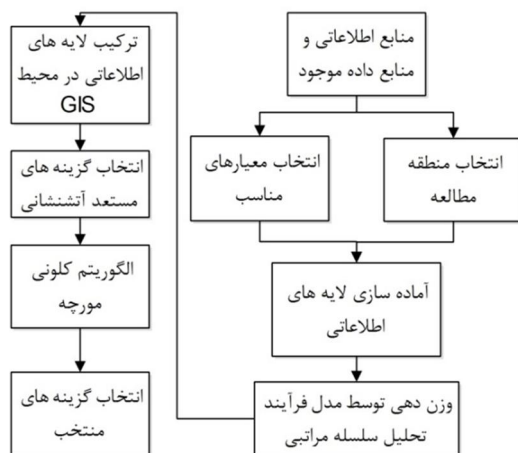 منابع اطلاعاتی و
منابع داده موجود
انتخاب منطقه
مطالعه
انتخاب معیارهای
مناسب
آماده سازی لایه های
اطلاعاتی
وزن دهی توسط مدل فرآیند
تحلیل سلسله مراتبی
ترکیب لایه های
اطلاعاتی در محیط
GIS
انتخاب گزینه های
مستعد آتشنشانی
الگوریتم کلونی
مورچه
انتخاب گزینه های
منتخب